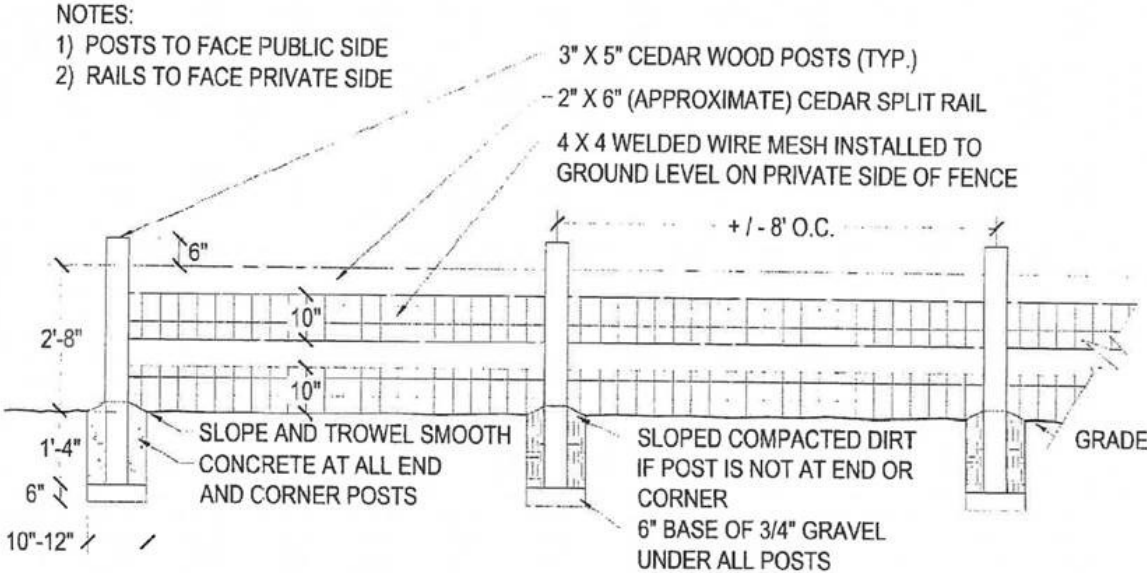 NOTES:
1) POSTS TO FACE PUBLIC SIDE
2) RAILS TO FACE PRIVATE SIDE
3" X 5" CEDAR WOOD POSTS (TYP.)
2" X 6" (APPROXIMATE) CEDAR SPLIT RAIL
4 X 4 WELDED WIRE MESH INSTALLED TO
GROUND LEVEL ON PRIVATE SIDE OF FENCE
+ / - 8' O.C.
6"
10"
2'-8"
10"
SLOPE AND TROWEL SMOOTH
CONCRETE AT ALL END
AND CORNER POSTS
1'-4"
6"
10"-12"
SLOPED COMPACTED DIRT
IF POST IS NOT AT END OR
CORNER
6" BASE OF 3/4" GRAVEL
UNDER ALL POSTS
GRADE